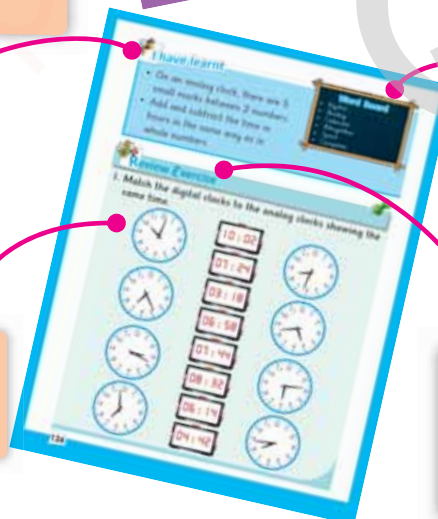 I have learnt
• On an analog clock, there are 5
small marks between 2 numbers.
• Add and subtract the time in
hours in the same way as in
whole numbers.
Word Board
Review Exercise
1. Match the digital clocks to the analog clocks showing the
same time.
10:02
07:24
03:18
06:58
07:44
08:32
06:14
04:42